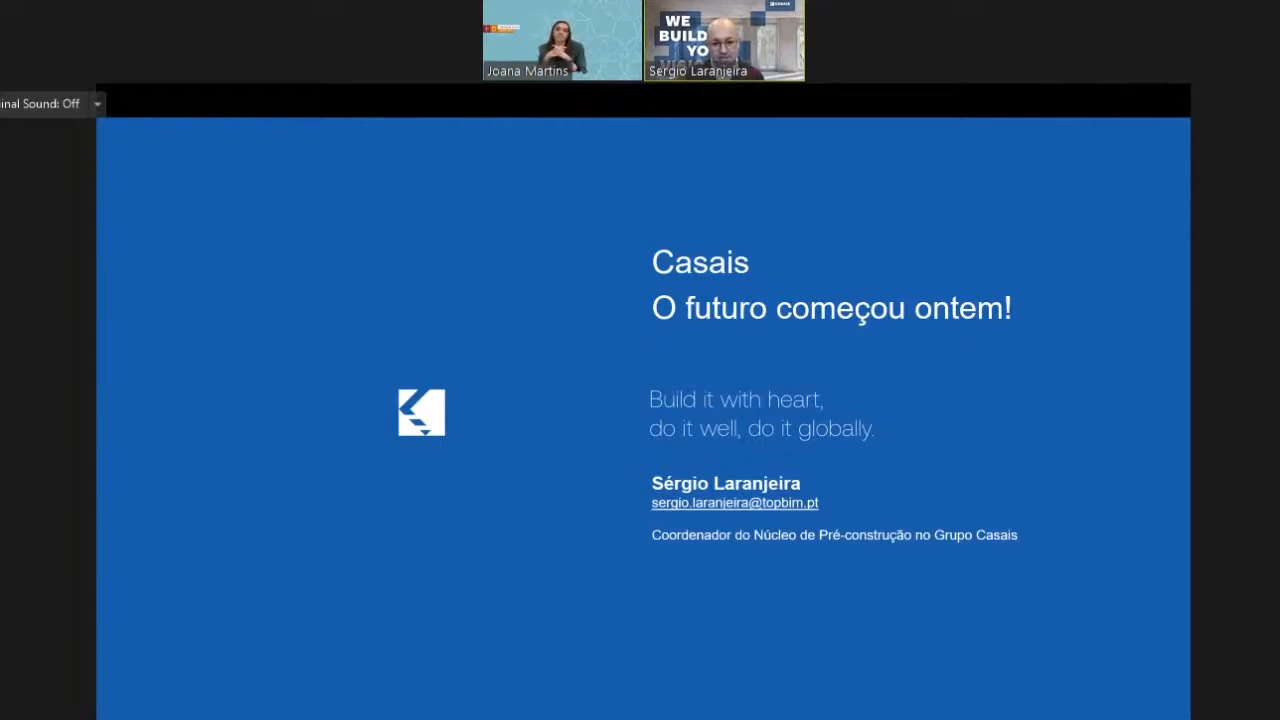 Joana Martins
WE
BUILD
YO
Sergio Laranjeira
inal Sound: Off
Casais
O futuro começou ontem!
Build it with heart,
do it well, do it globally.
Sérgio Laranjeira
sergio.laranjeira@topbim.pt
Coordenador do Núcleo de Pré-construção no Grupo Casais